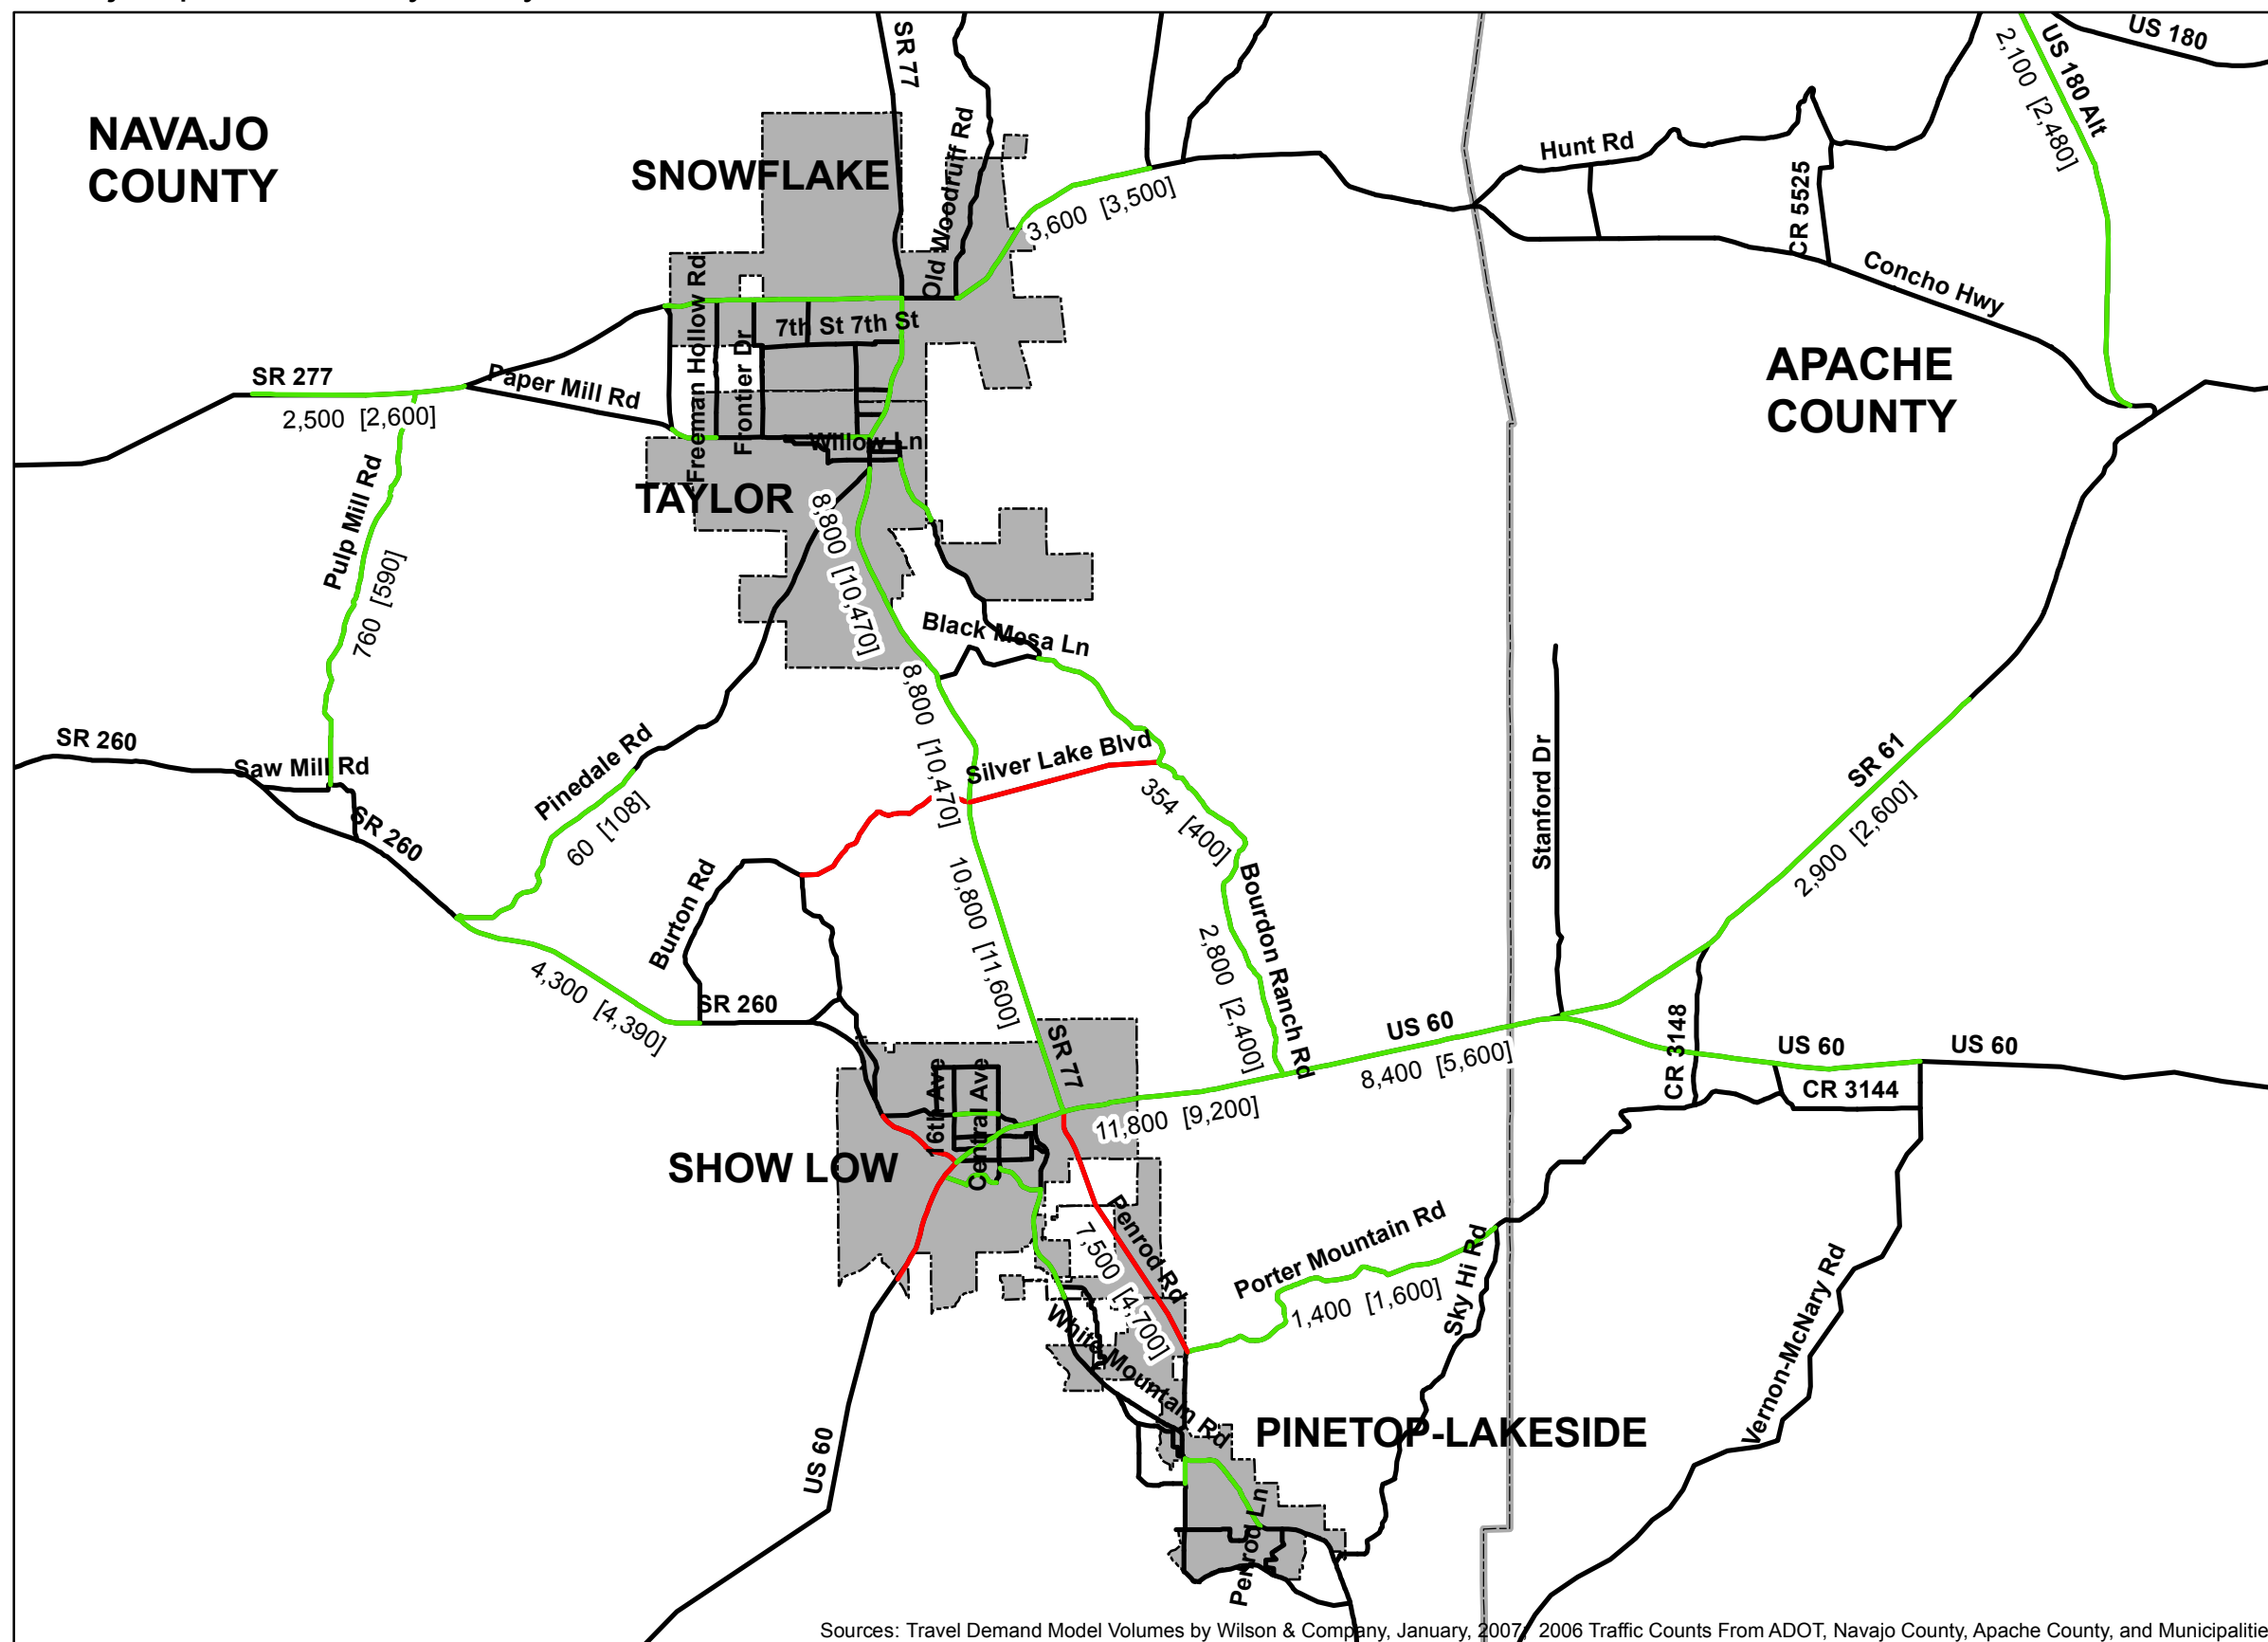 SR 77
US 180
US 180 Alt
2,100 [2,480]
NAVAJO
COUNTY
SNOWFLAKE
Old Woodruff Rd
Hunt Rd
CR 5525
3,600 [3,500]
Concho Hwy
Freeman Hollow Rd
Frontier Dr
7th St 7th St
APACHE
COUNTY
SR 277
Paper Mill Rd
2,500 [2,600]
Willow Ln
TAYLOR
Pulp Mill Rd
760 [590]
8,800 [10,470]
Black Mesa Ln
8,800 [10,470]
SR 260
Saw Mill Rd
Pinedale Rd
Silver Lake Blvd
Stanford Dr
SR 61
2,900 [2,600]
SR 260
60 [108]
354 [400]
Burton Rd
10,800 [11,600]
Bourdon Ranch Rd
2,800 [2,400]
4,300 [4,390]
SR 260
SR 77
US 60
8,400 [5,600]
CR 3148
US 60
US 60
CR 3144
16th Ave
Central Ave
11,800 [9,200]
SHOW LOW
Penrod Rd
7,500 [4,700]
Porter Mountain Rd
1,400 [1,600]
Sky Hi Rd
Vernon-McNary Rd
White Mountain Rd
PINETOP-LAKESIDE
US 60
Penrod Ln
Sources: Travel Demand Model Volumes by Wilson & Company, January, 2007; 2006 Traffic Counts From ADOT, Navajo County, Apache County, and Municipalitie